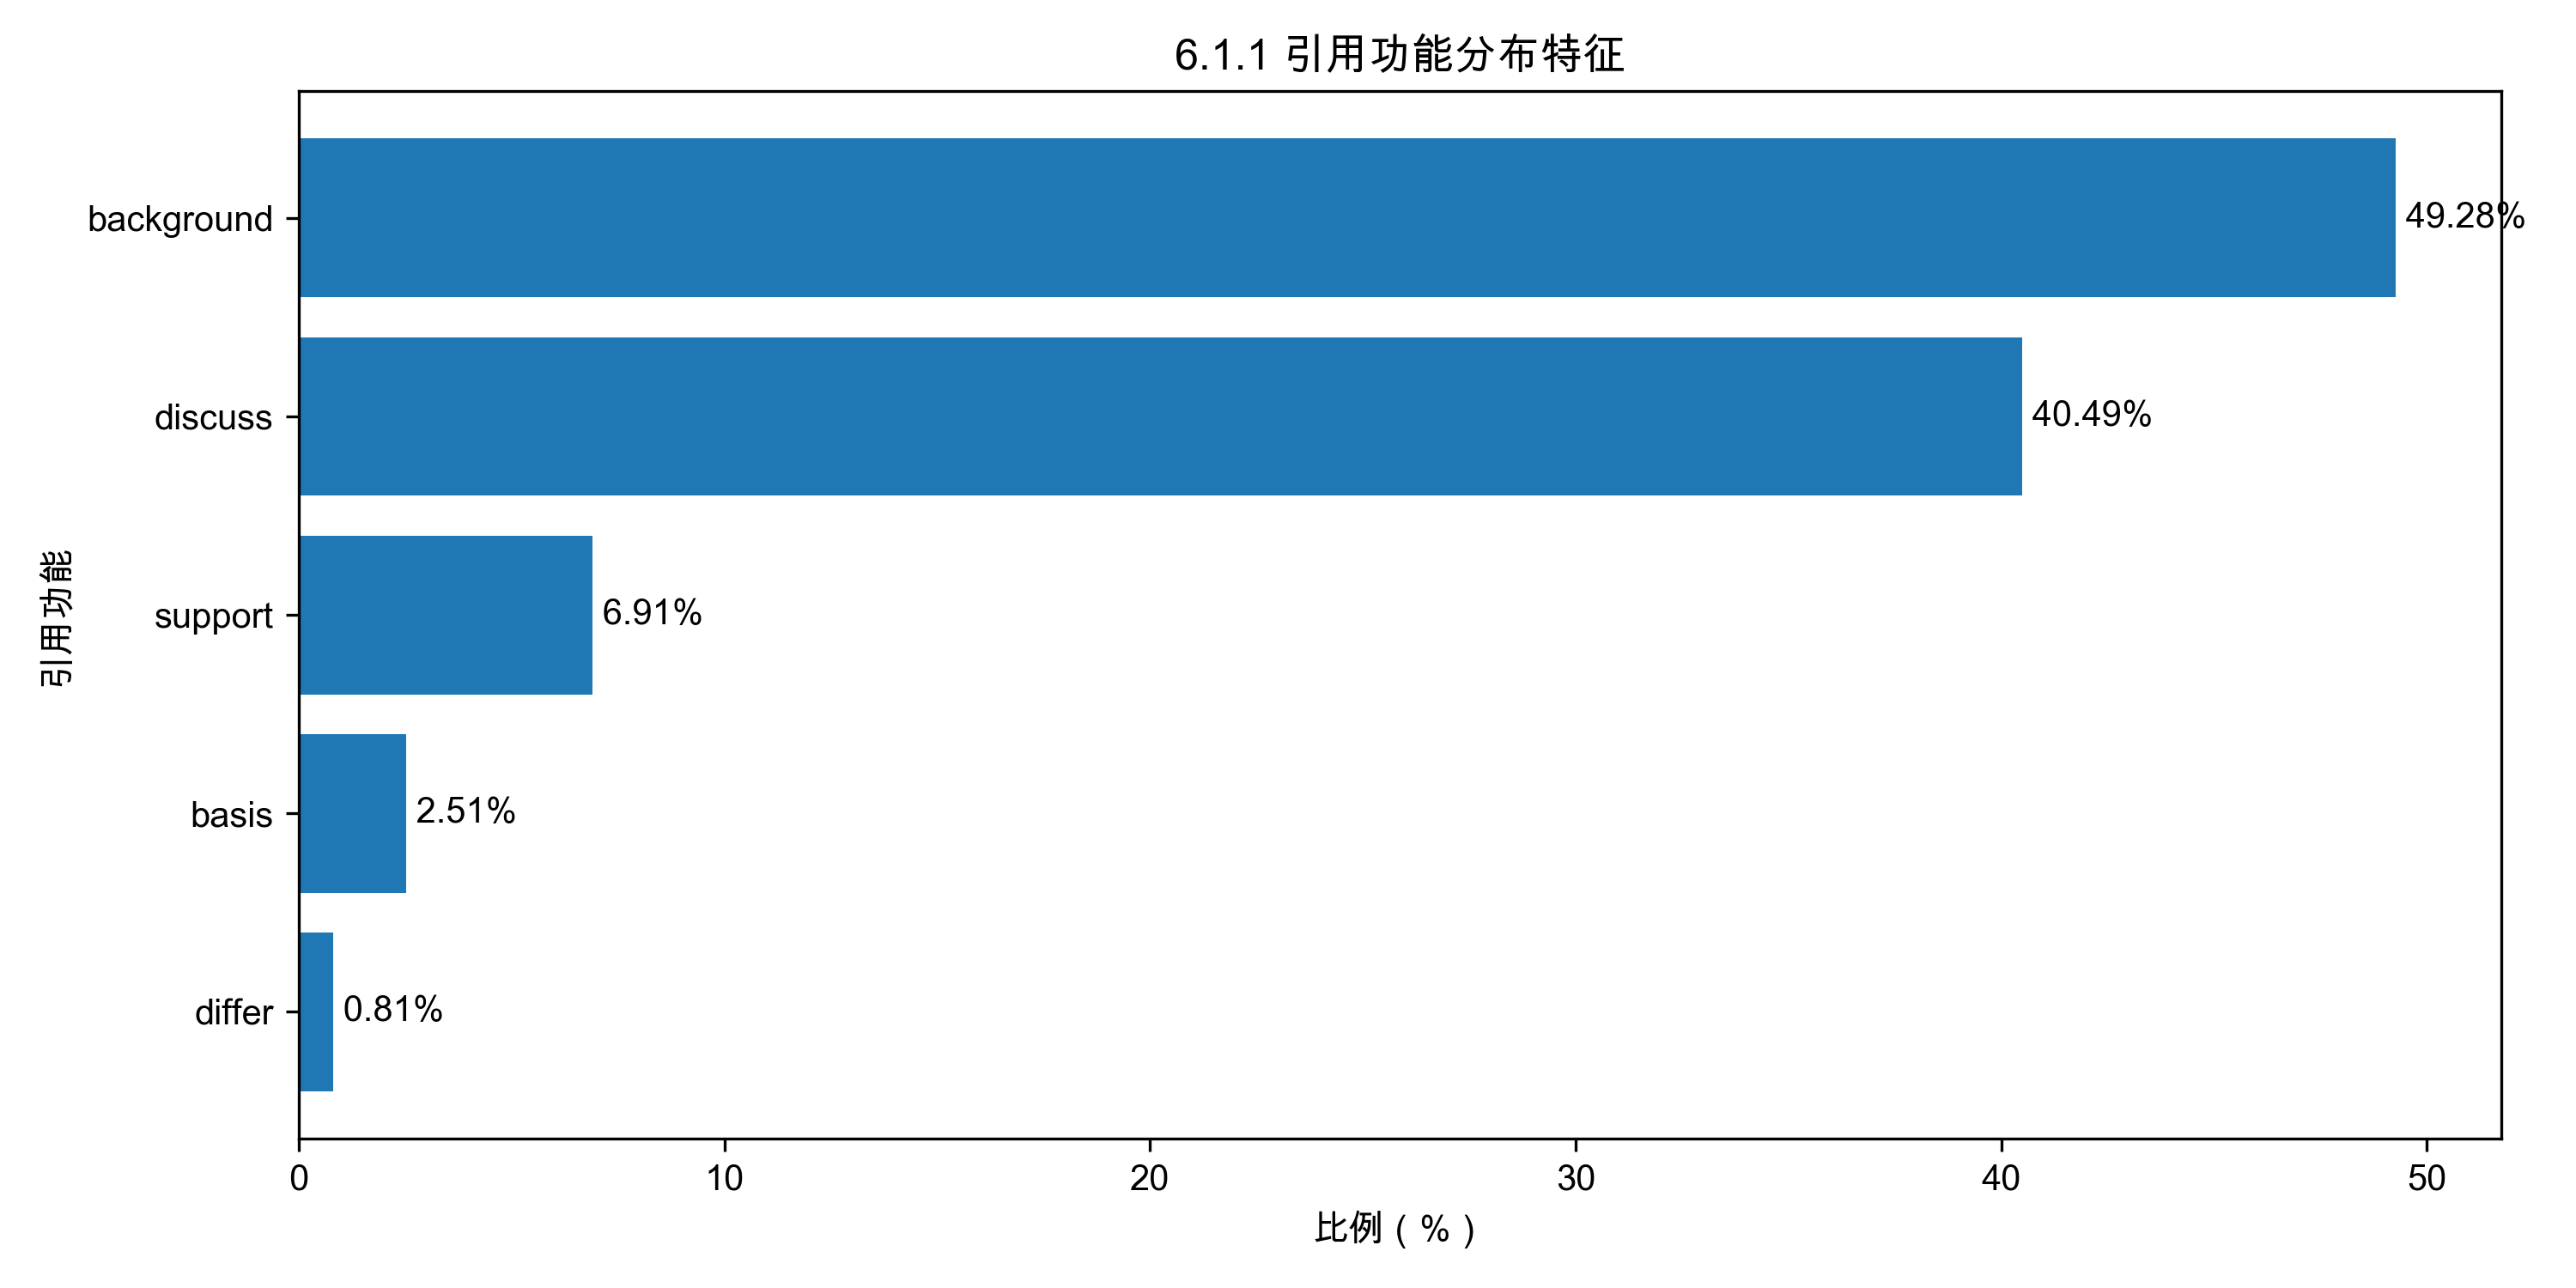 6.1.1 引用功能分布特征
引用功能
background
49.28%
discuss
40.49%
support
6.91%
basis
2.51%
differ
0.81%
0 10 20 30 40 50
比例 ( % )